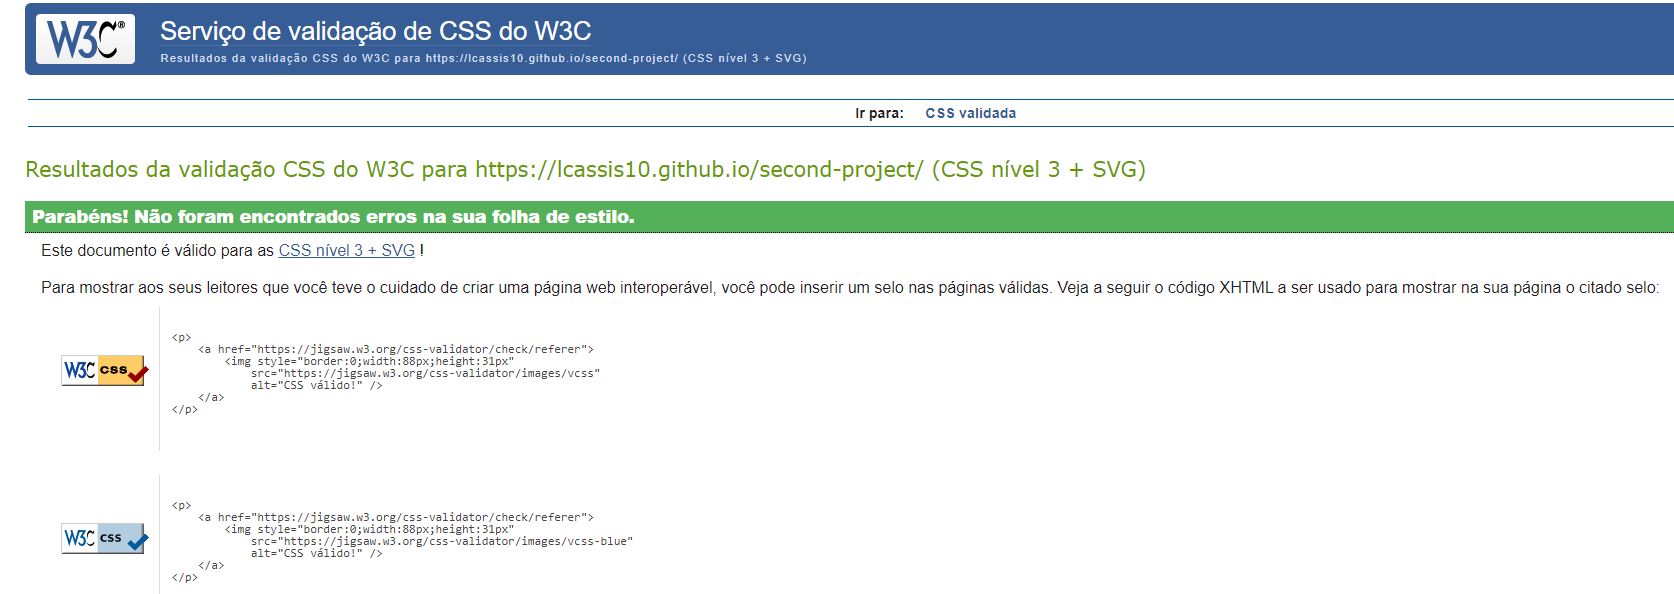 W3C®
Serviço de validação de CSS do W3C
Resultados da validação CSS do W3C para https://lcassis10.github.io/second-project/ (CSS nível 3 + SVG)
Ir para: CSS validada
Resultados da validação CSS do W3C para https://lcassis10.github.io/second-project/ (CSS nível 3 + SVG)
Parabéns! Não foram encontrados erros na sua folha de estilo.
Este documento é válido para as CSS nível 3 + SVG !
Para mostrar aos seus leitores que você teve o cuidado de criar uma página web interoperável, você pode inserir um selo nas páginas válidas. Veja a seguir o código XHTML a ser usado para mostrar na sua página o citado selo:
W3C css
<p>
    <a href="https://jigsaw.w3.org/css-validator/check/referer">
        <img style="border:0;width:88px;height:31px"
            src="https://jigsaw.w3.org/css-validator/images/vcss"
            alt="CSS válido!" />
    </a>
</p>
W3C css
<p>
    <a href="https://jigsaw.w3.org/css-validator/check/referer">
        <img style="border:0;width:88px;height:31px"
            src="https://jigsaw.w3.org/css-validator/images/vcss-blue"
            alt="CSS válido!" />
    </a>
</p>